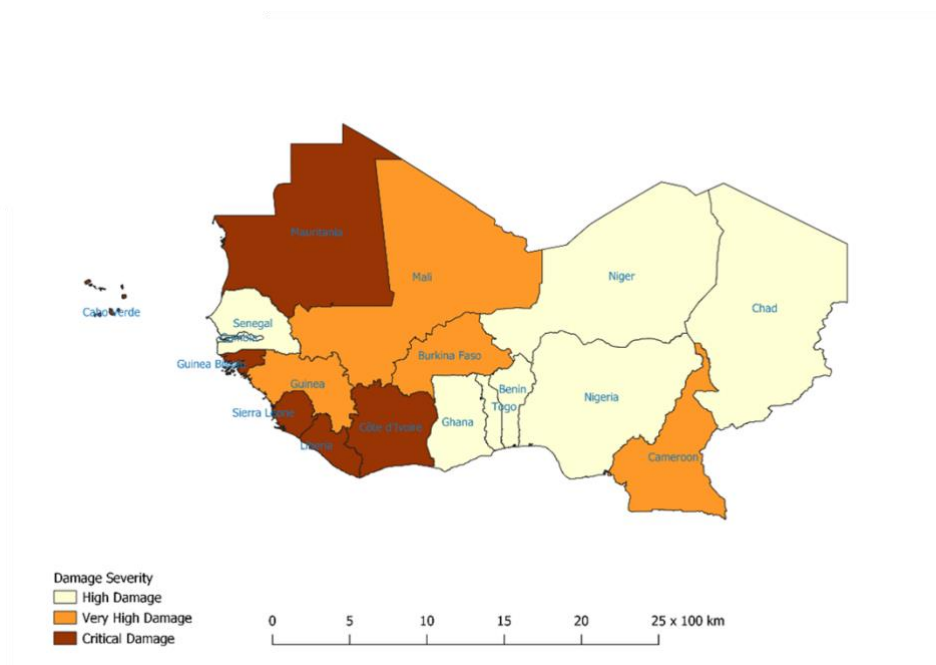 Mauritania
Mali
Niger
Chad
Cabo Verde
Senegal
Gambia
Burkina Faso
Guinea Bissau
Guinea
Benin
Nigeria
Togo
Sierra Leone
Ghana
Côte d'Ivoire
Liberia
Cameroon
Damage Severity
High Damage
Very High Damage
Critical Damage
0 5 10 15 20 25 x 100 km